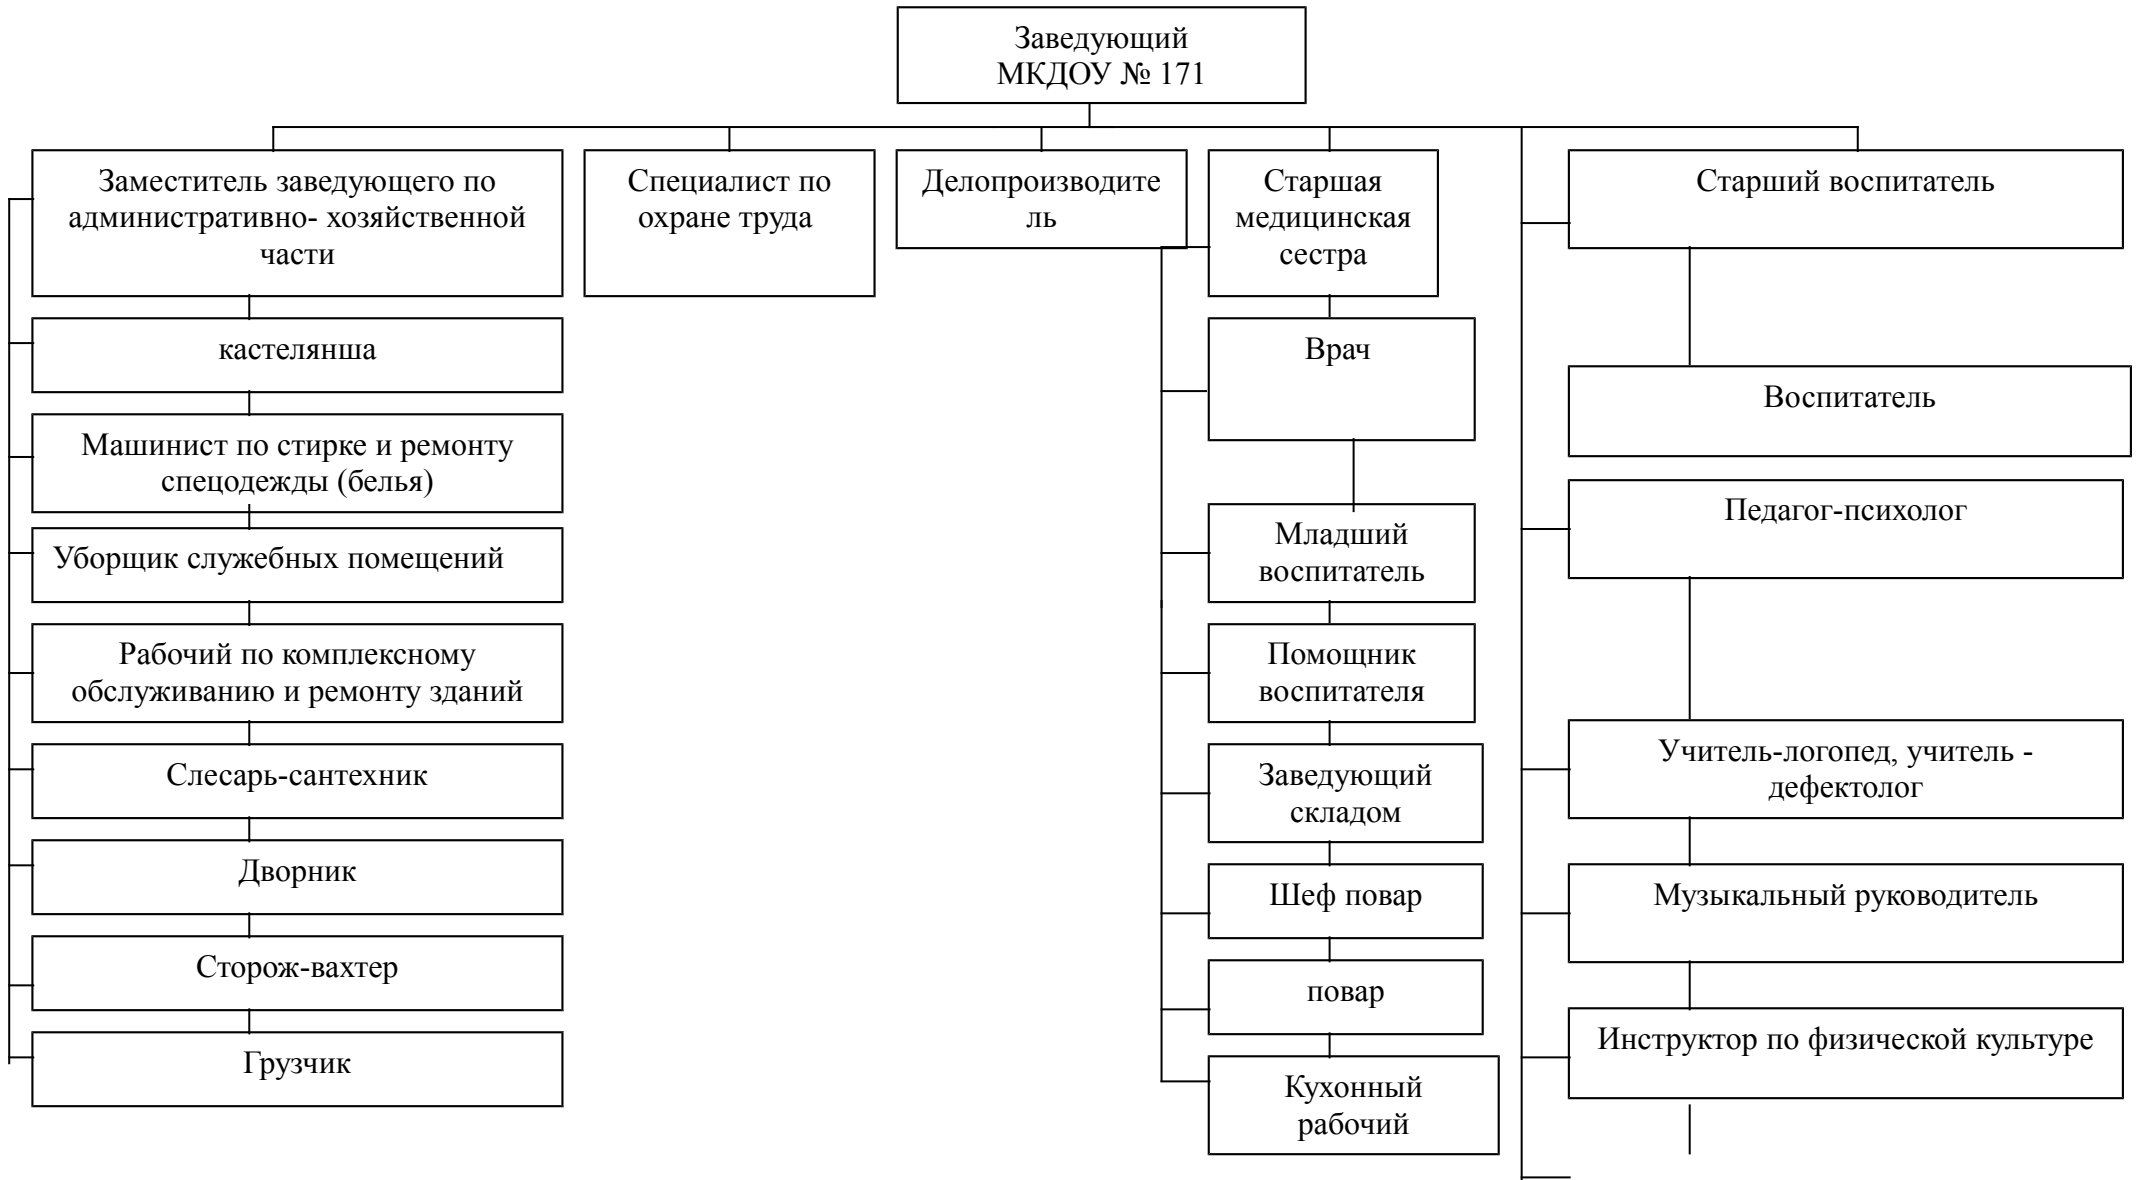 Заведующий
МКДОУ № 171
Заместитель заведующего по
административно- хозяйственной
части
Специалист по
охране труда
Делопроизводите
ль
Старшая
медицинская
сестра
Старший воспитатель
кастелянша
Машинист по стирке и ремонту
спецодежды (белья)
Уборщик служебных помещений
Рабочий по комплексному
обслуживанию и ремонту зданий
Слесарь-сантехник
Дворник
Сторож-вахтер
Грузчик
Врач
Младший
воспитатель
Помощник
воспитателя
Заведующий
складом
Шеф повар
повар
Кухонный
рабочий
Воспитатель
Педагог-психолог
Учитель-логопед, учитель -
дефектолог
Музыкальный руководитель
Инструктор по физической культуре